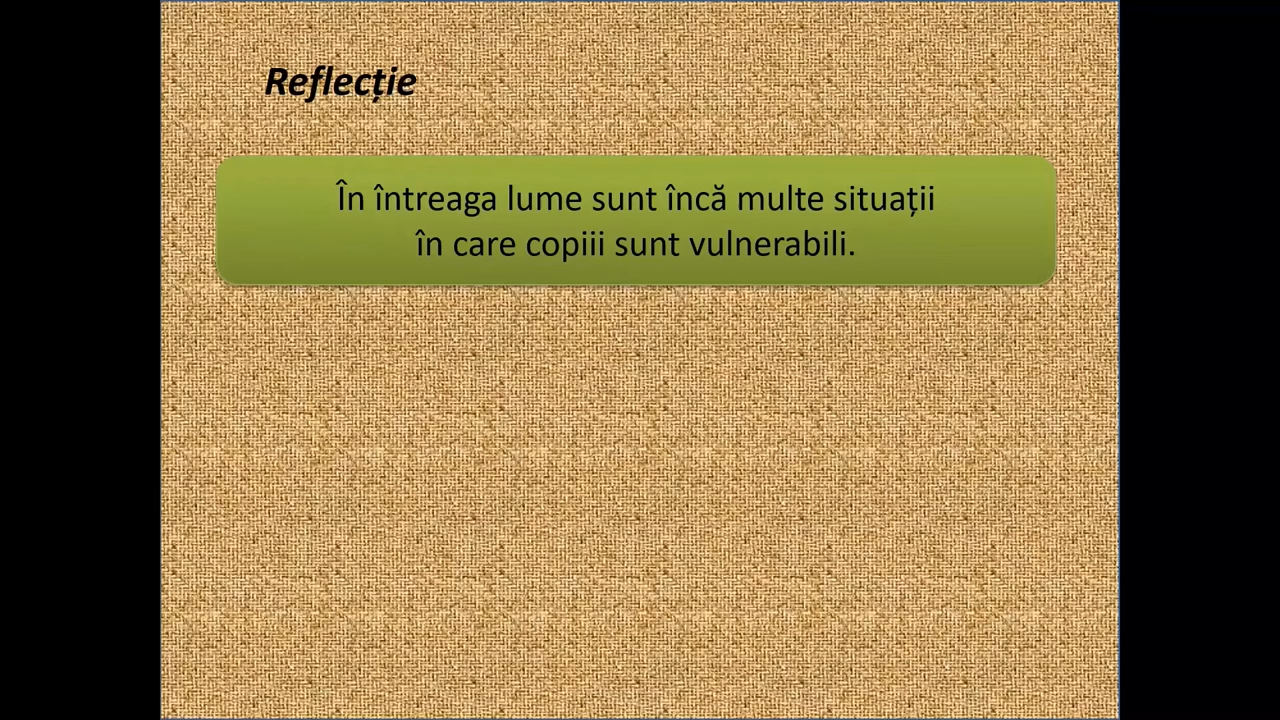 Reflecție
În întreaga lume sunt încă multe situații
în care copiii sunt vulnerabili.